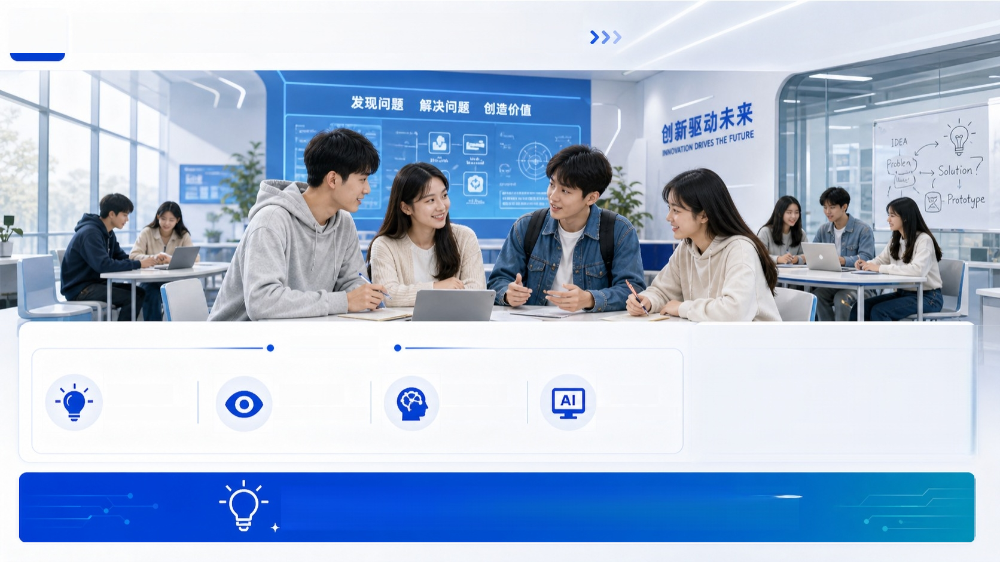 发现问题 解决问题 创造价值
创新驱动未来
INNOVATION DRIVES THE FUTURE
IDEA
Problen
Solution?
Prototype
AI